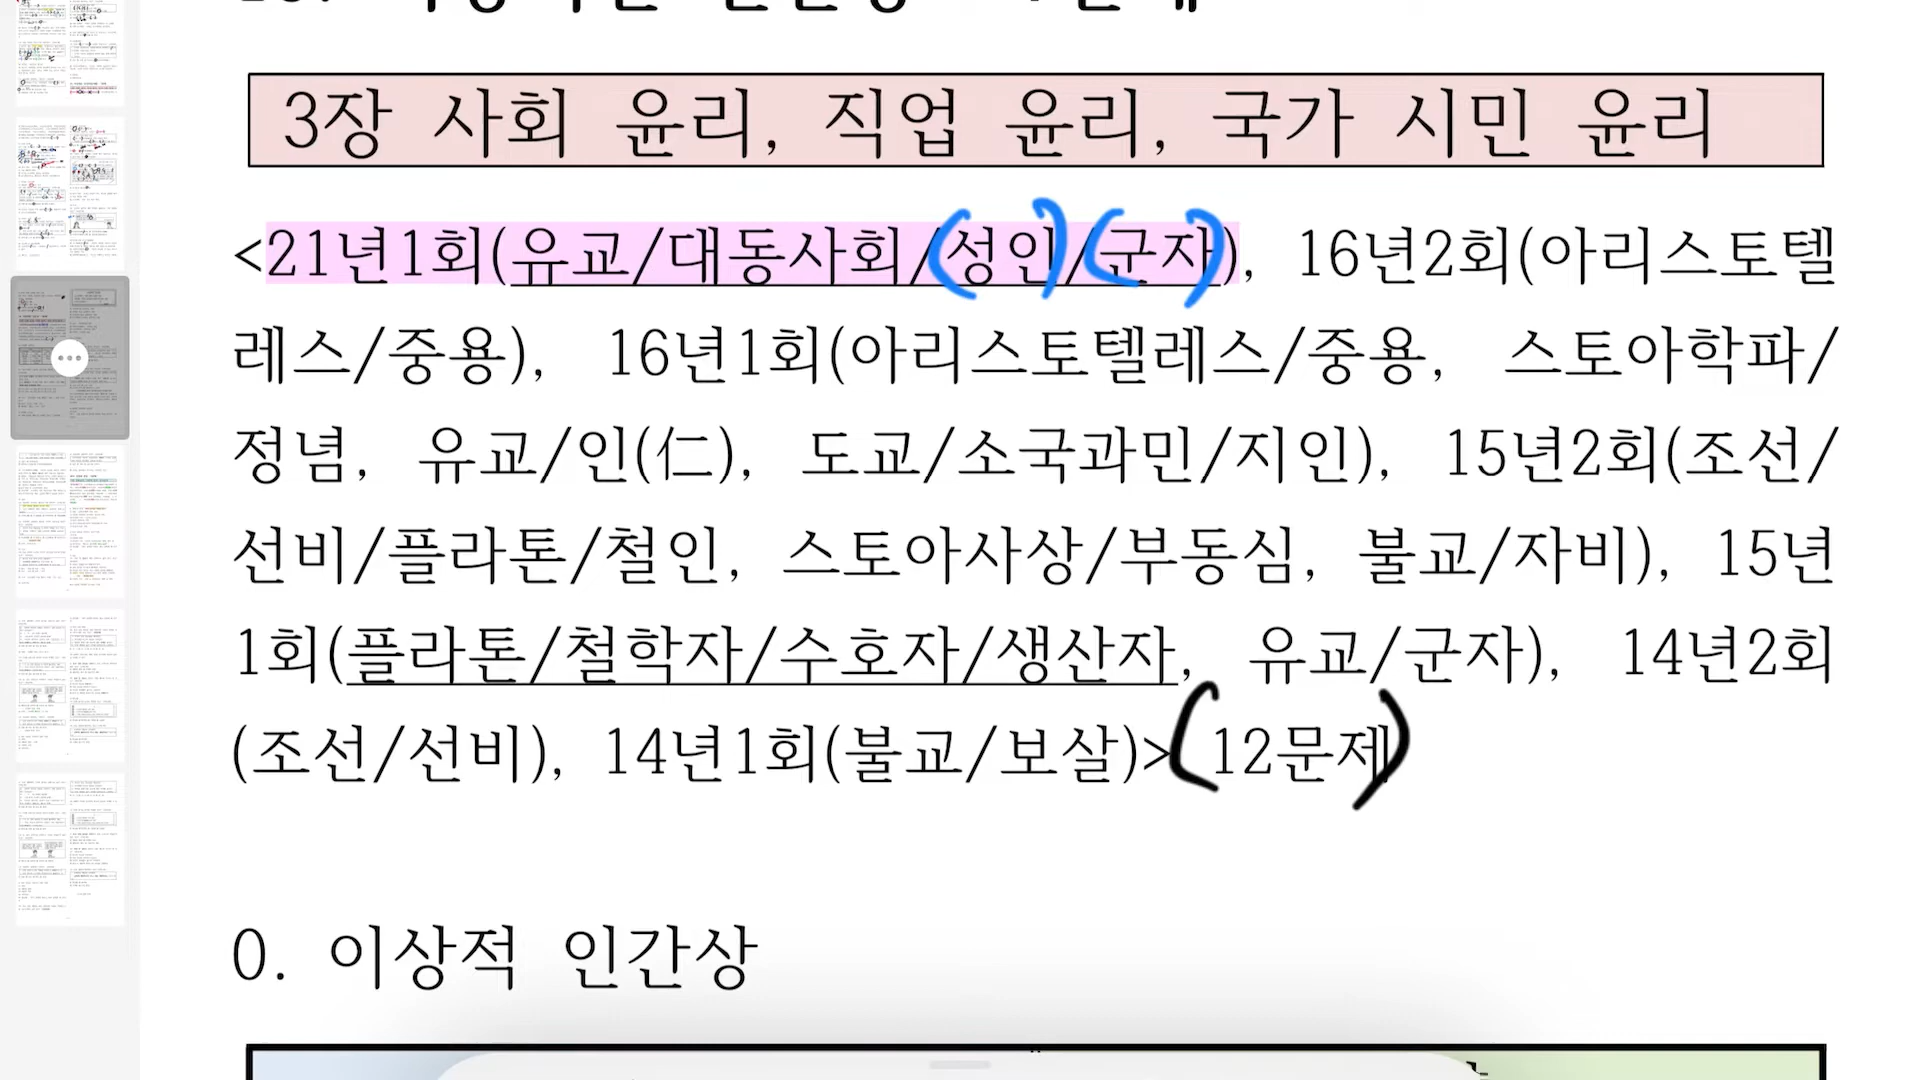 3장 사회 윤리, 직업 윤리, 국가 시민 윤리
<21년1회(유교/대동사회/(성인)/(군자)), 16년2회(아리스토텔
레스/중용), 16년1회(아리스토텔레스/중용, 스토아학파/
정념, 유교/인(仁), 도교/소국과민/지인), 15년2회(조선/
선비/플라톤/철인, 스토아사상/부동심, 불교/자비), 15년
1회(플라톤/철학자/수호자/생산자, 유교/군자), 14년2회
(조선/선비), 14년1회(불교/보살)>(12문제)
0. 이상적 인간상